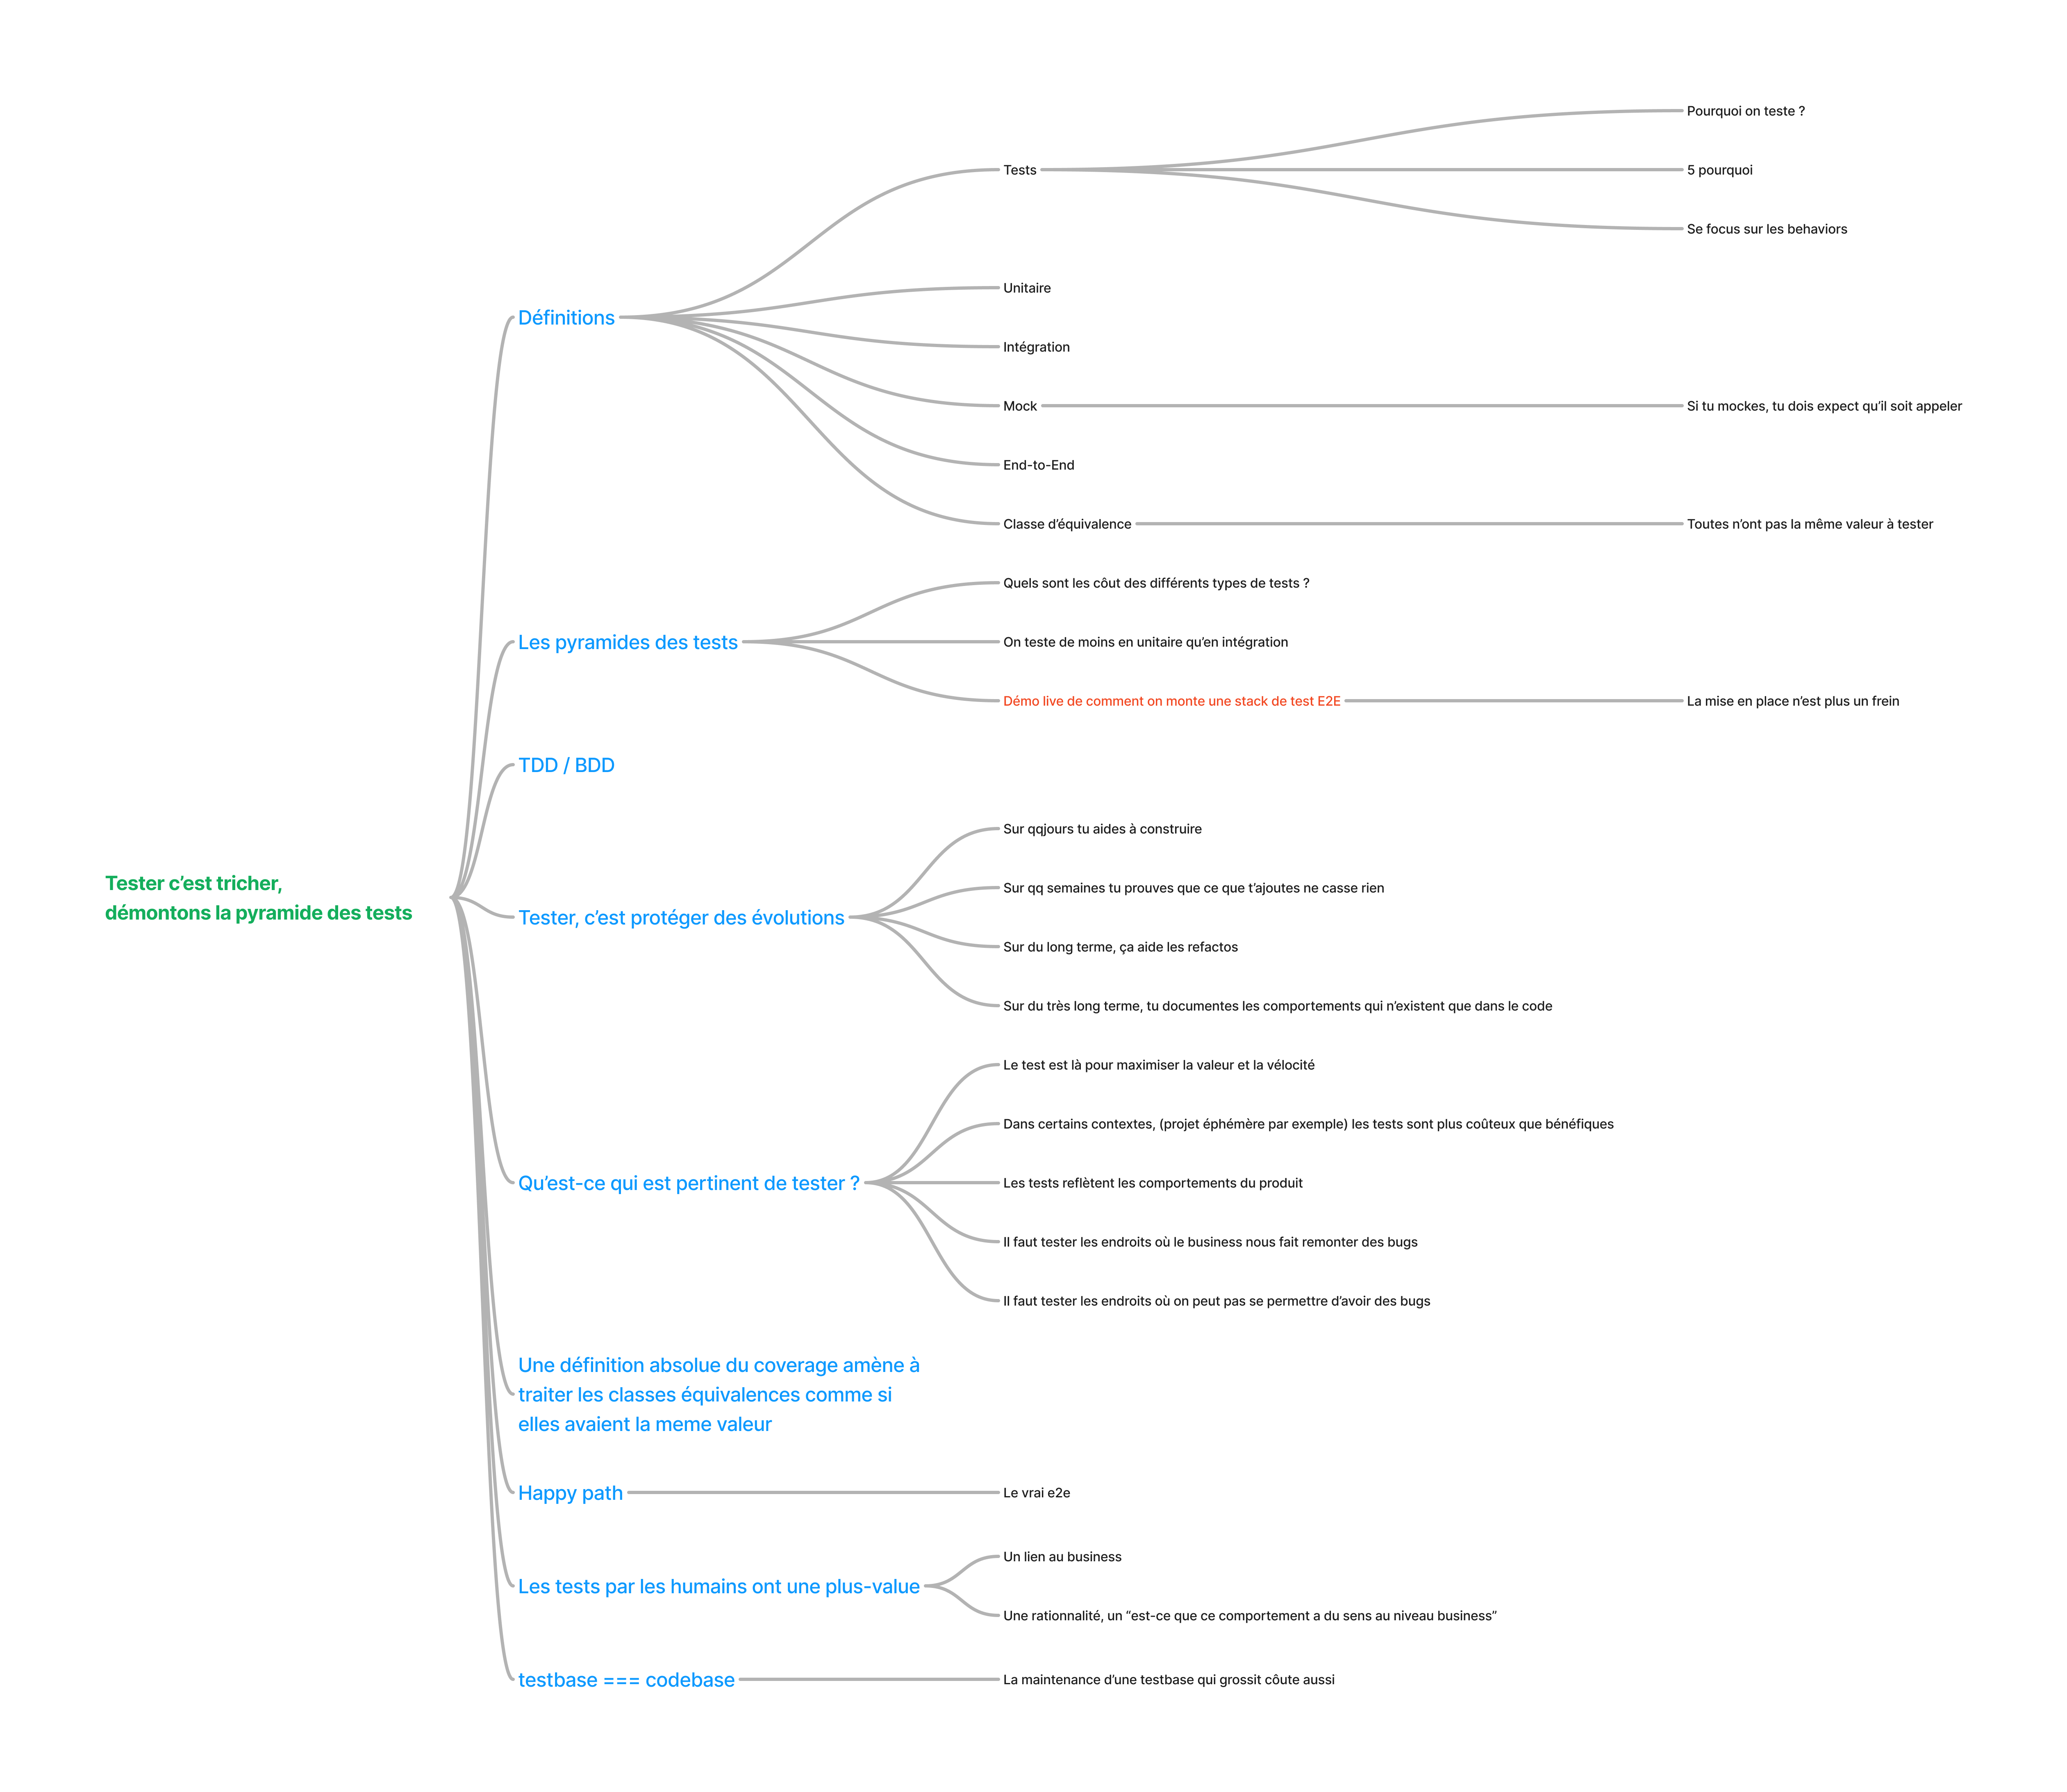 Tester c’est tricher,
démontons la pyramide des tests
Définitions
Tests
Pourquoi on teste ?
5 pourquoi
Se focus sur les behaviors
Unitaire
Intégration
Mock
Si tu mockes, tu dois expect qu’il soit appeler
End-to-End
Classe d’équivalence
Toutes n’ont pas la même valeur à tester
Les pyramides des tests
Quels sont les côut des différents types de tests ?
On teste de moins en unitaire qu’en intégration
Démo live de comment on monte une stack de test E2E
La mise en place n’est plus un frein
TDD / BDD
Tester, c’est protéger des évolutions
Sur qqjours tu aides à construire
Sur qq semaines tu prouves que ce que t’ajoutes ne casse rien
Sur du long terme, ça aide les refactos
Sur du très long terme, tu documentes les comportements qui n’existent que dans le code
Qu’est-ce qui est pertinent de tester ?
Le test est là pour maximiser la valeur et la vélocité
Dans certains contextes, (projet éphémère par exemple) les tests sont plus coûteux que bénéfiques
Les tests reflètent les comportements du produit
Il faut tester les endroits où le business nous fait remonter des bugs
Il faut tester les endroits où on peut pas se permettre d’avoir des bugs
Une définition absolue du coverage amène à
traiter les classes équivalences comme si
elles avaient la meme valeur
Happy path
Le vrai e2e
Les tests par les humains ont une plus-value
Un lien au business
Une rationnalité, un “est-ce que ce comportement a du sens au niveau business”
testbase === codebase
La maintenance d’une testbase qui grossit côute aussi